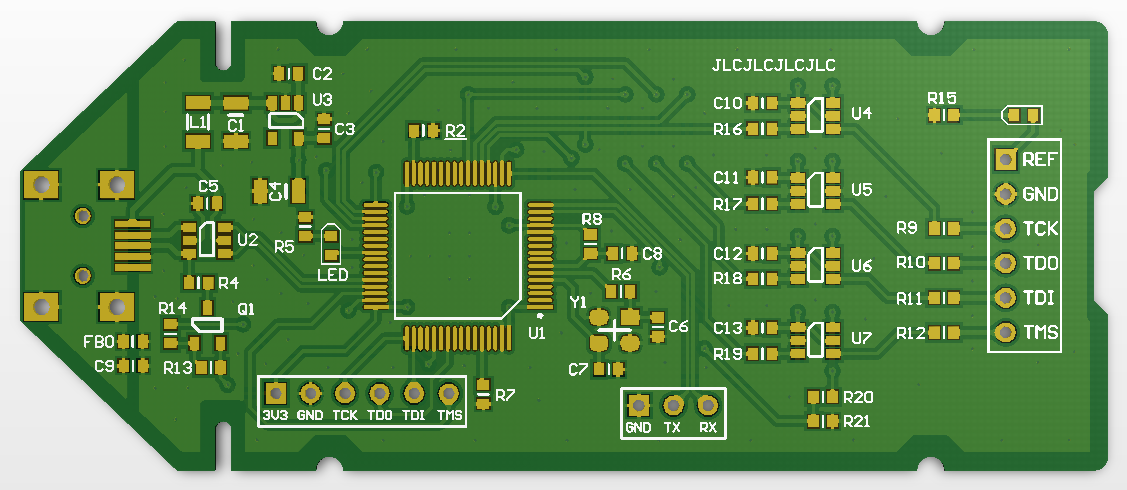 JLCJLCJLCJLC
C2
U3
L1
C1
C3
R2
C10
R16
U4
R15
REF
GND
TCK
TDO
TDI
TMS
C5
C4
C11
R17
U5
U2
R5
LED
R8
C8
R6
R9
C12
R18
U6
R10
R4
R14
Q1
Y1
C6
U1
R11
R12
FB0
C9
R13
C7
C13
R19
U7
R7
3V3 GND TCK TDO TDI TMS
GND TX RX
R20
R21